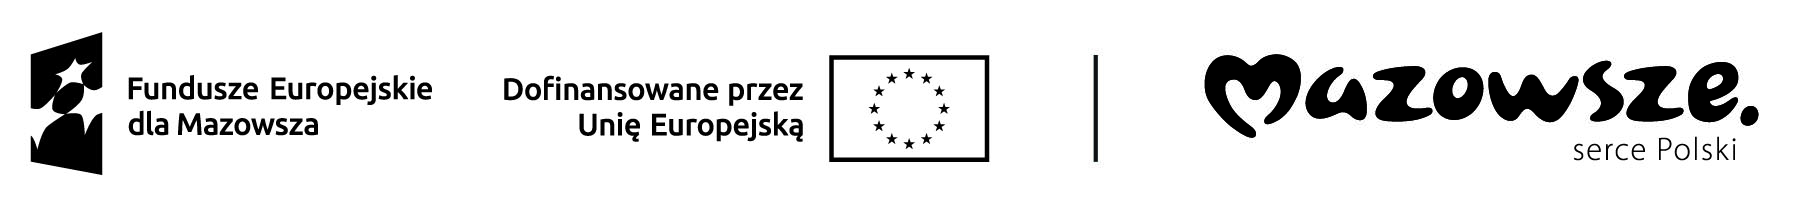 Fundusze Europejskie
dla Mazowsza
Dofinansowane przez
Unię Europejską
Mazowsze.
serce Polski